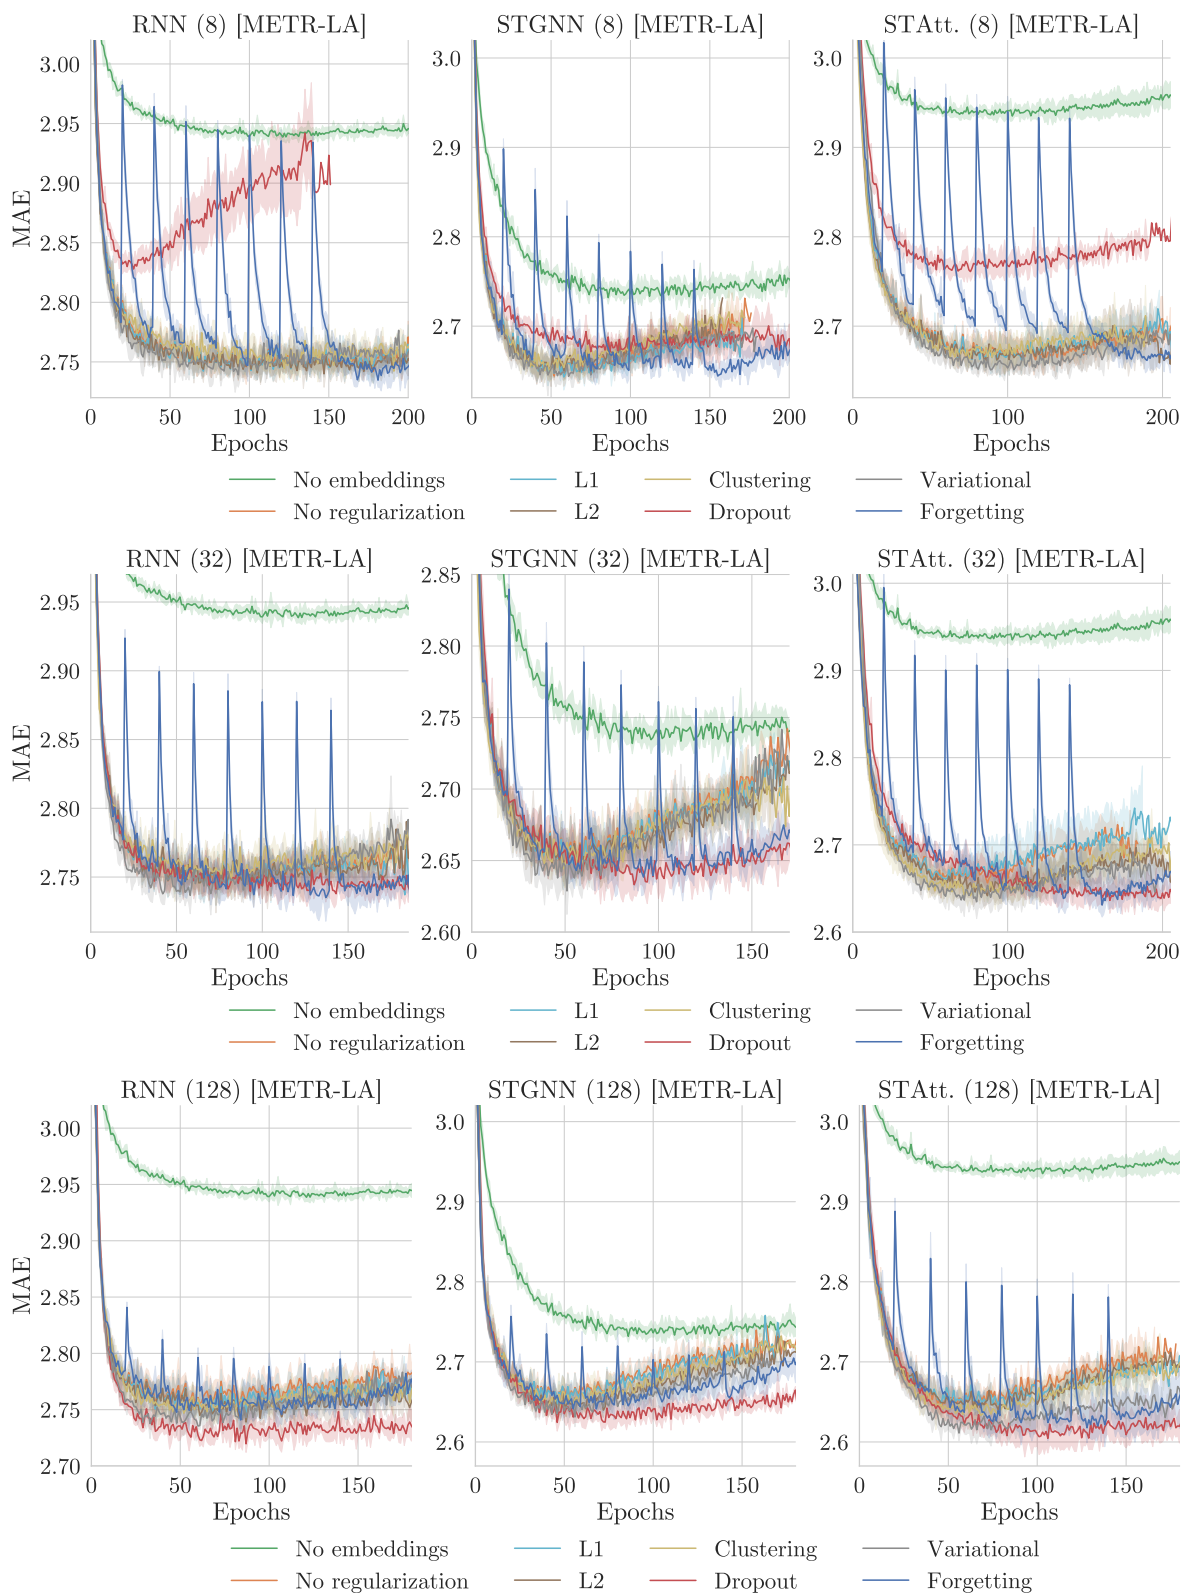 RNN (8) [METR-LA] STGNN (8) [METR-LA] STAtt. (8) [METR-LA]
MAE
3.00
2.95
2.90
2.85
2.80
2.75
0 50 100 150 200
Epochs
3.0
2.9
2.8
2.7
0 50 100 150 200
Epochs
3.0
2.9
2.8
2.7
0 100 200
Epochs
No embeddings L1 Clustering Variational
No regularization L2 Dropout Forgetting
RNN (32) [METR-LA] STGNN (32) [METR-LA] STAtt. (32) [METR-LA]
MAE
2.95
2.90
2.85
2.80
2.75
0 50 100 150
Epochs
2.85
2.80
2.75
2.70
2.65
2.60
0 50 100 150
Epochs
3.0
2.9
2.8
2.7
2.6
0 100 200
Epochs
No embeddings L1 Clustering Variational
No regularization L2 Dropout Forgetting
RNN (128) [METR-LA] STGNN (128) [METR-LA] STAtt. (128) [METR-LA]
MAE
3.00
2.95
2.90
2.85
2.80
2.75
2.70
0 50 100 150
Epochs
3.0
2.9
2.8
2.7
2.6
0 50 100 150
Epochs
3.0
2.9
2.8
2.7
2.6
0 50 100 150
Epochs
No embeddings L1 Clustering Variational
No regularization L2 Dropout Forgetting